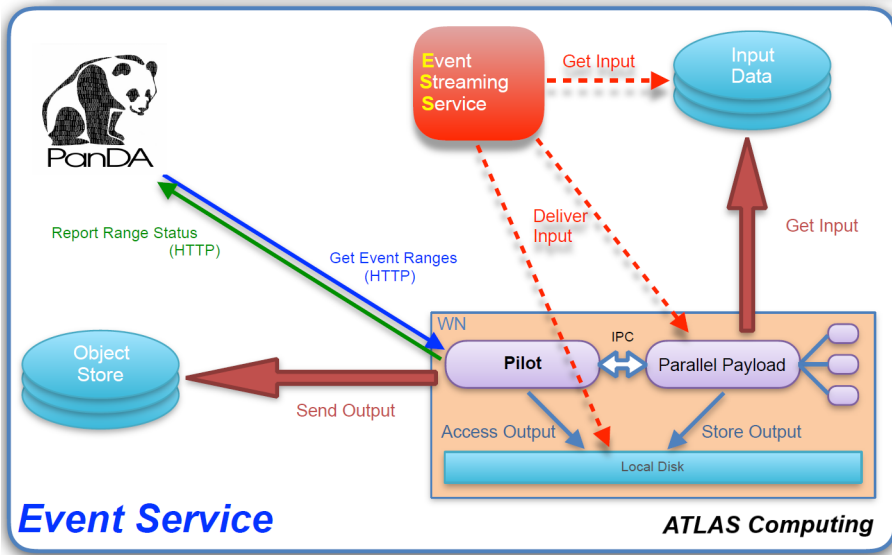 PanDA
Event
Streaming
Service
Get Input
Input
Data
Report Range Status
(HTTP)
Get Event Ranges
(HTTP)
Deliver
Input
Get Input
WN
IPC
Pilot
Parallel Payload
Object
Store
Send Output
Access Output
Store Output
Local Disk
Event Service
ATLAS Computing